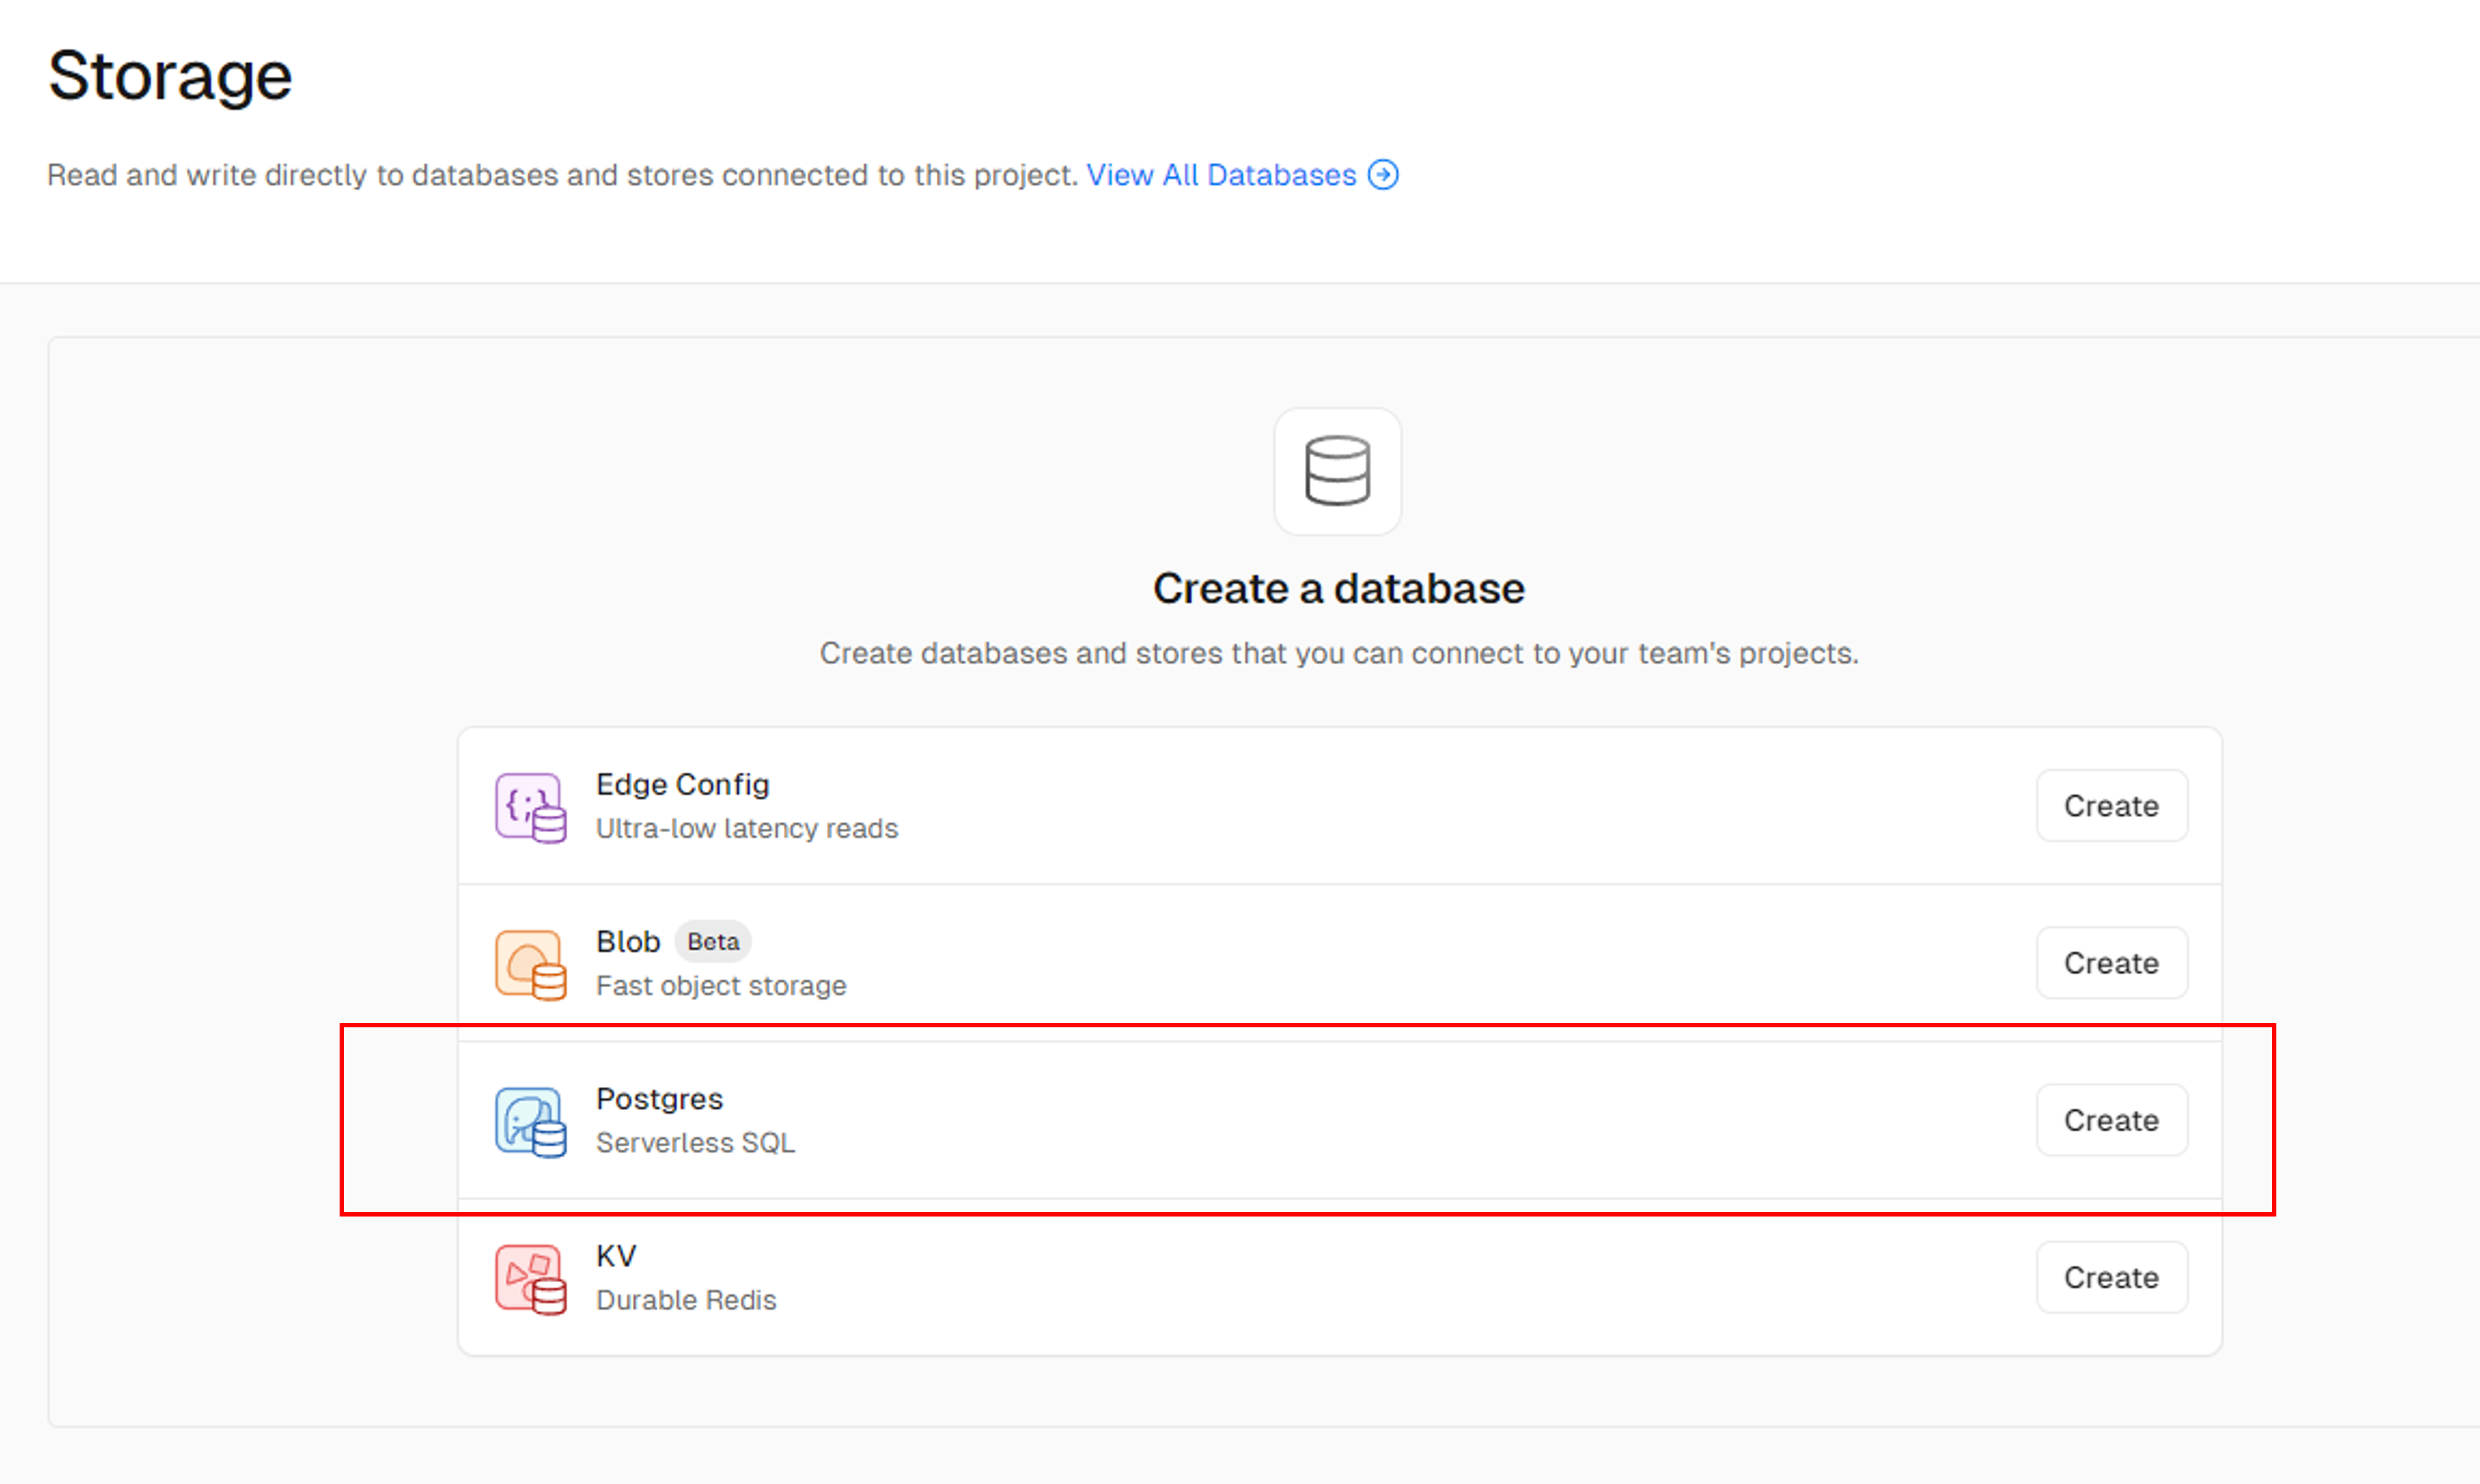 Storage
Read and write directly to databases and stores connected to this project. View All Databases
Create a database
Create databases and stores that you can connect to your team's projects.
Edge Config
Ultra-low latency reads
Create
Blob Beta
Fast object storage
Create
Postgres
Serverless SQL
Create
KV
Durable Redis
Create